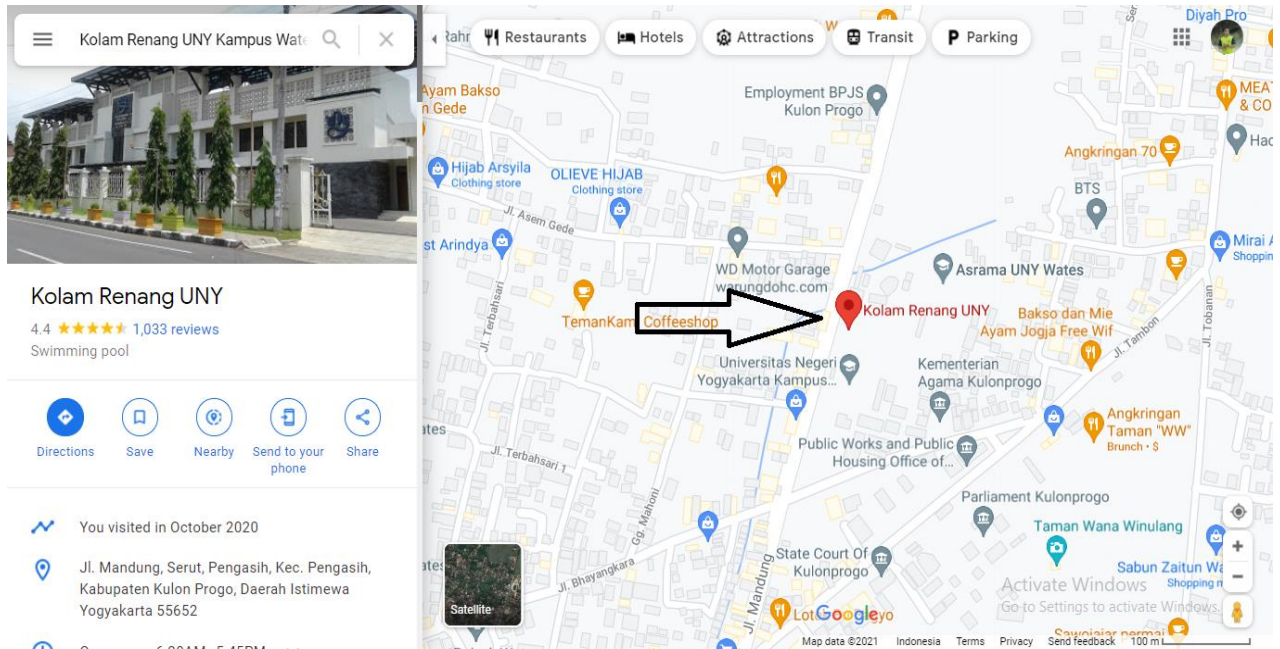 Kolam Renang UNY Kampus Wate
Kolam Renang UNY
4.4
1,033 reviews
Swimming pool
Directions
Save
Nearby
Send to your
phone
Share
You visited in October 2020
Jl. Mandung, Serut, Pengasih, Kec. Pengasih,
Kabupaten Kulon Progo, Daerah Istimewa
Yogyakarta 55652
Restaurants
Hotels
Attractions
Transit
P Parking
Diyah Pro
Ayam Bakso
n Gede
Employment BPJS
Kulon Progo
MEAT
& CO
Angkringan 70
Hijab Arsyila
Clothing store
OLIEVE HIJAB
Clothing store
BTS
Jl. Asem Gede
st Arindya
Mirai A
Shoppin
WD Motor Garage
warungdohc.com
Asrama UNY Wates
Jl. Terbahsari
TemanKam
Coffeeshop
Kolam Renang UNY
Bakso dan Mie
Ayam Jogja Free Wif
Jl. Tambon
Jl. Tobanan
Universitas Negeri
Yogyakarta Kampus...
Kementerian
Agama Kulonprogo
Angkringan
Taman "WW"
Brunch · $
ates
Jl. Terbahsari 1
Public Works and Public
Housing Office of...
Gg. Mahoni
Parliament Kulonprogo
Taman Wana Winulang
State Court Of
Kulonprogo
Jl. Bhayangkara
Jl. Mandung
Sabun Zaitun Wa
Shopping m
Activate Windows
Go to Settings to activate Windows.
Satellite
Google
Map data ©2021
Indonesia
Terms
Privacy
Send feedback
100 m